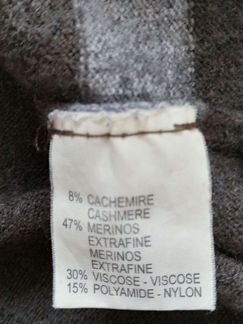 8% CACHEMIRE
CASHMERE
47% MERINOS
EXTRAFINE
MERINOS
EXTRAFINE
30% VISCOSE - VISCOSE
15% POLYAMIDE - NYLON